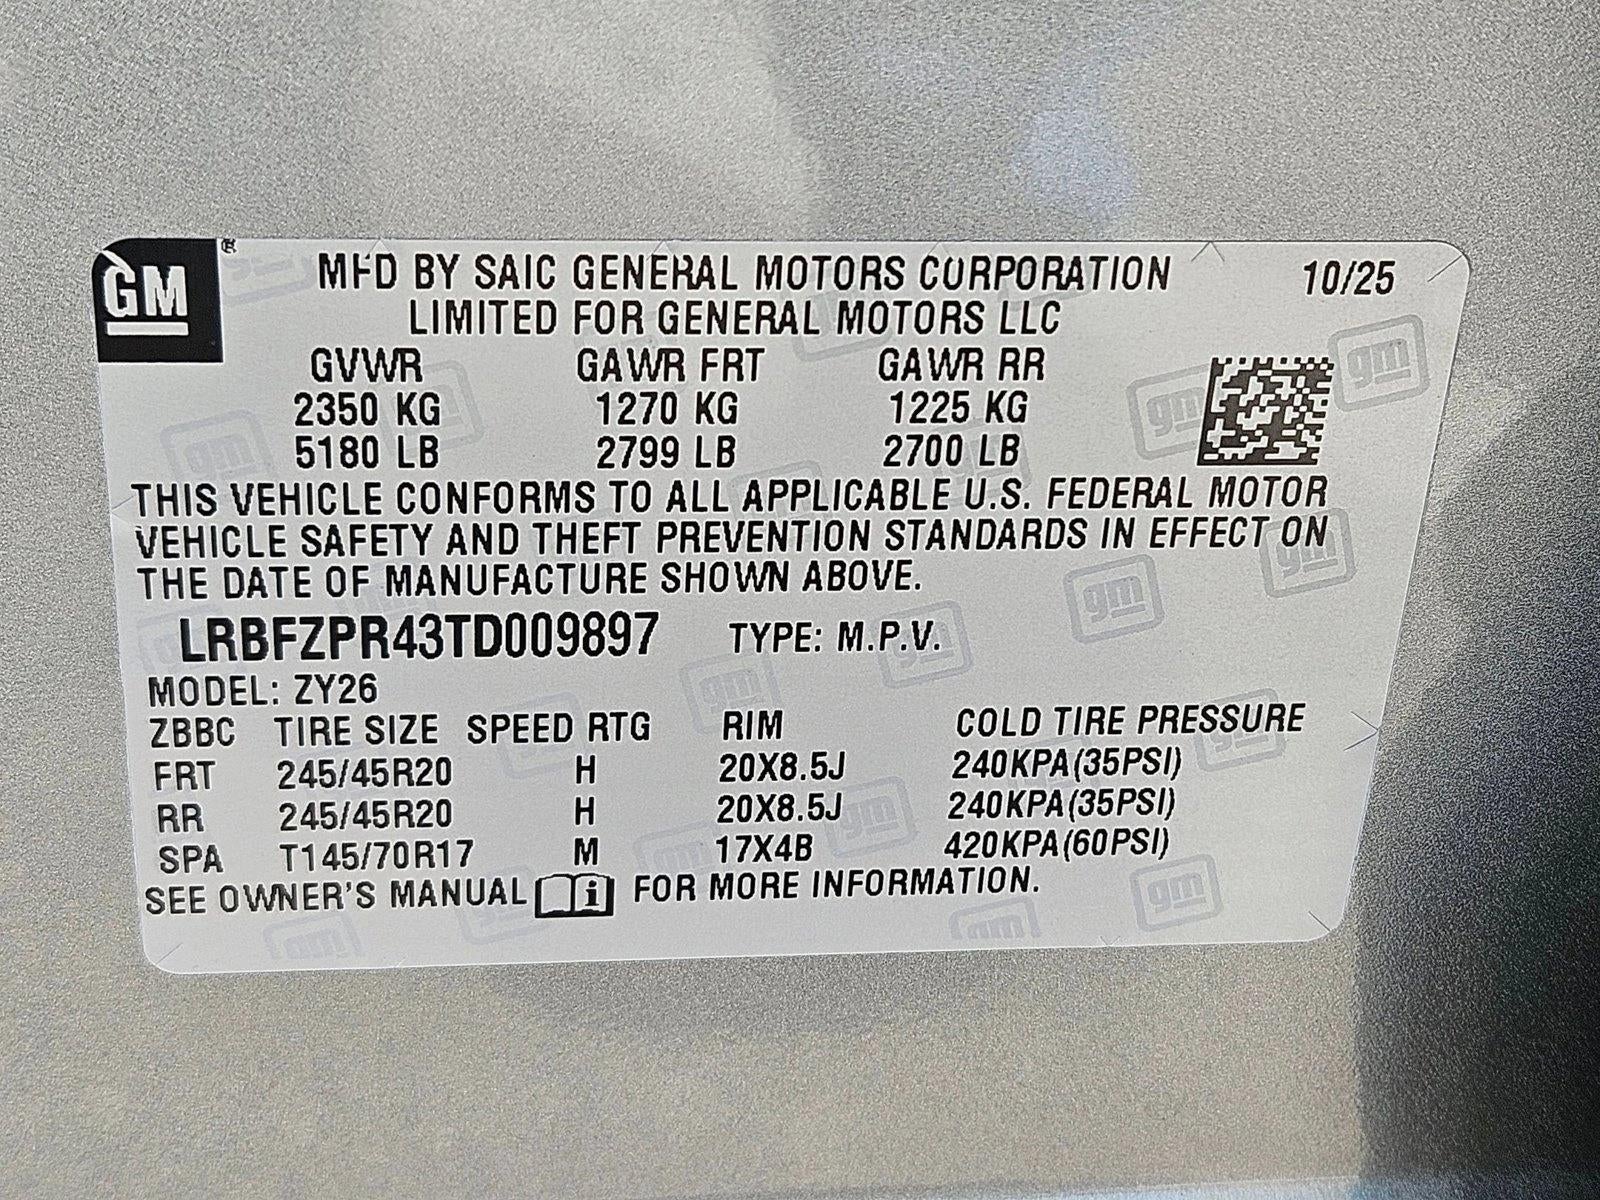 GM ®
MFD BY SAIC GENERAL MOTORS CORPORATION 10/25
LIMITED FOR GENERAL MOTORS LLC
GVWR GAWR FRT GAWR RR
2350 KG 1270 KG 1225 KG
5180 LB 2799 LB 2700 LB
THIS VEHICLE CONFORMS TO ALL APPLICABLE U.S. FEDERAL MOTOR
VEHICLE SAFETY AND THEFT PREVENTION STANDARDS IN EFFECT ON
THE DATE OF MANUFACTURE SHOWN ABOVE.
LRBFZPR43TD009897 TYPE: M.P.V.
MODEL: ZY26
ZBBC TIRE SIZE SPEED RTG RIM COLD TIRE PRESSURE
FRT 245/45R20 H 20X8.5J 240KPA(35PSI)
RR 245/45R20 H 20X8.5J 240KPA(35PSI)
SPA T145/70R17 M 17X4B 420KPA(60PSI)
SEE OWNER'S MANUAL i FOR MORE INFORMATION.